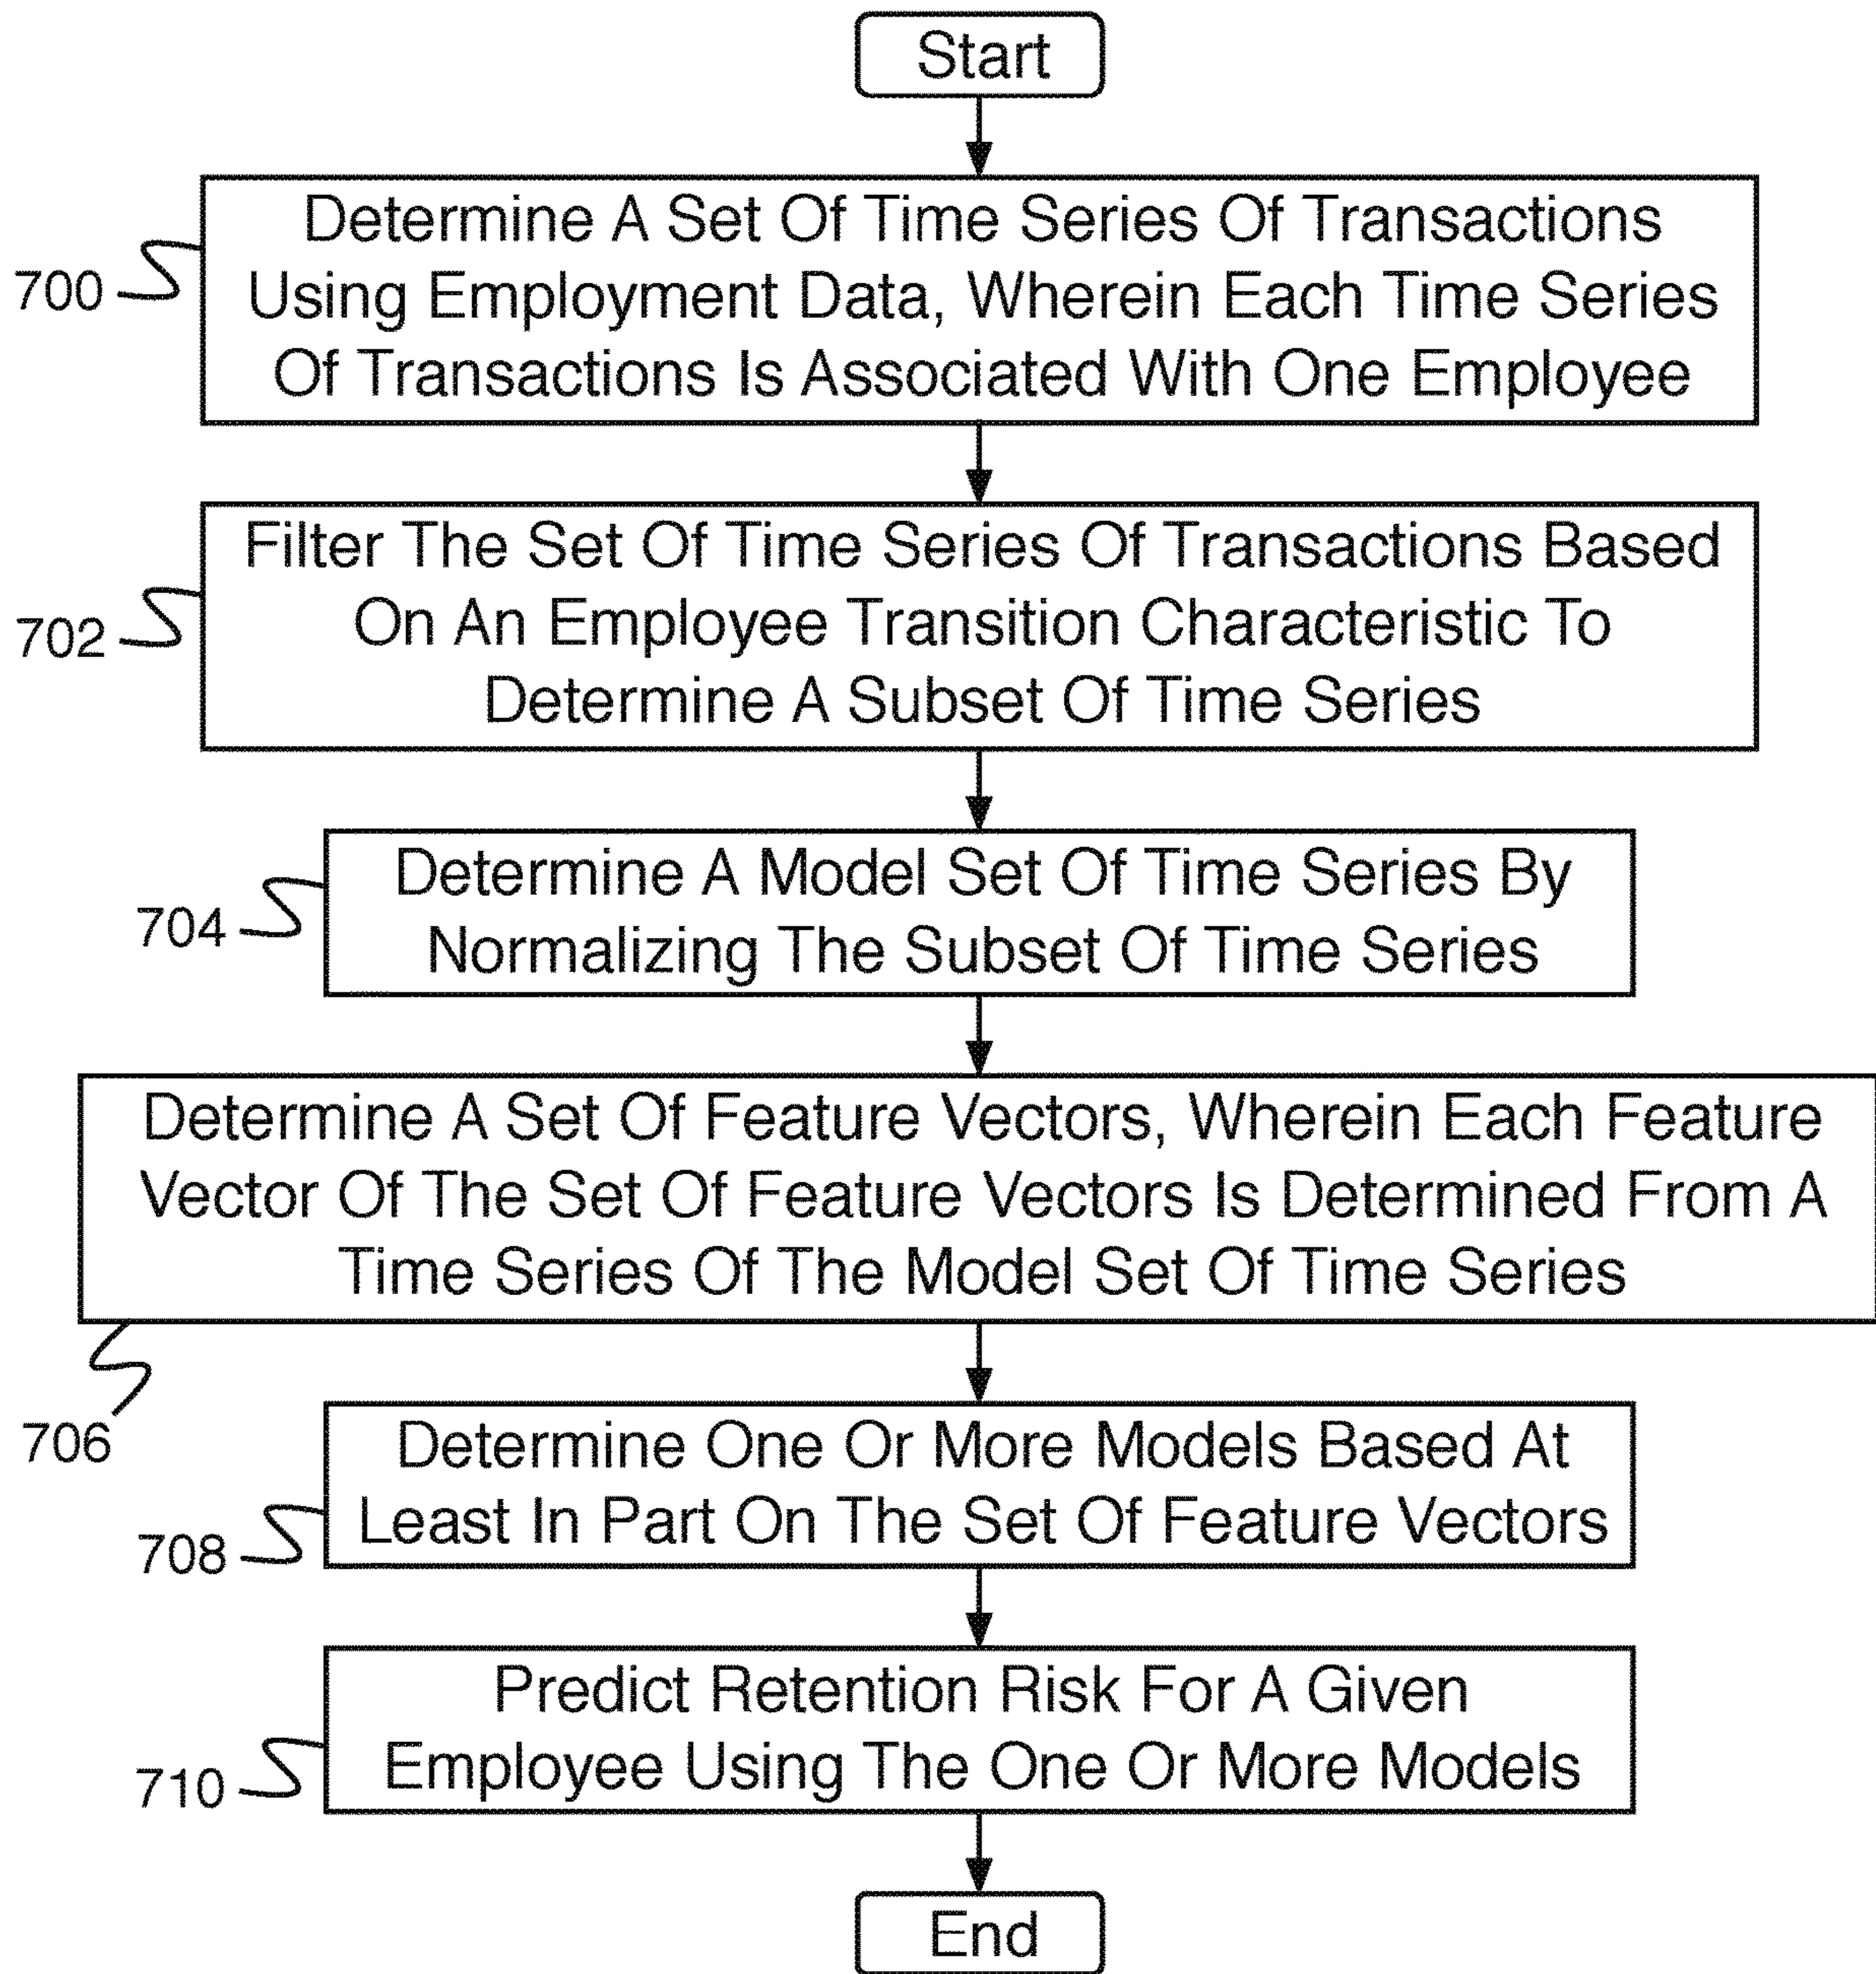 Start
700
Determine A Set Of Time Series Of Transactions
Using Employment Data, Wherein Each Time Series
Of Transactions Is Associated With One Employee
702
Filter The Set Of Time Series Of Transactions Based
On An Employee Transition Characteristic To
Determine A Subset Of Time Series
704
Determine A Model Set Of Time Series By
Normalizing The Subset Of Time Series
706
Determine A Set Of Feature Vectors, Wherein Each Feature
Vector Of The Set Of Feature Vectors Is Determined From A
Time Series Of The Model Set Of Time Series
708
Determine One Or More Models Based At
Least In Part On The Set Of Feature Vectors
710
Predict Retention Risk For A Given
Employee Using The One Or More Models
End